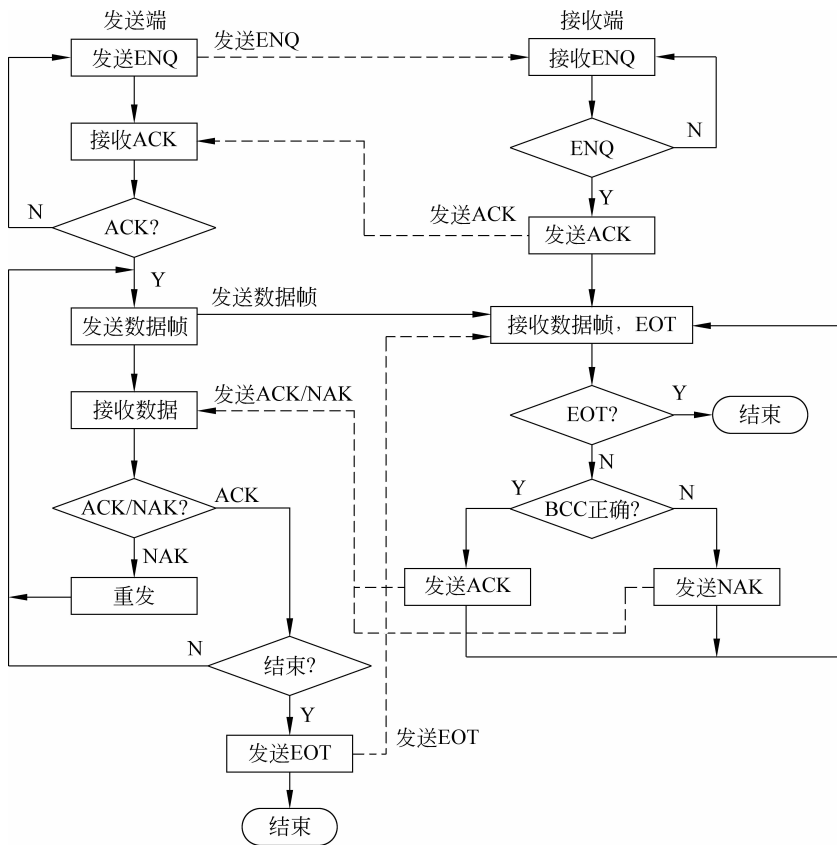 发送端
接收端
发送ENQ
发送ENQ
接收ENQ
接收ACK
ENQ
N
N
ACK?
Y
发送ACK
发送ACK
Y
发送数据帧
发送数据帧
接收数据帧，EOT
接收数据
发送ACK/NAK
EOT?
Y
结束
N
ACK/NAK?
ACK
Y
BCC正确?
N
NAK
重发
发送ACK
发送NAK
N
结束?
Y
发送EOT
发送EOT
结束